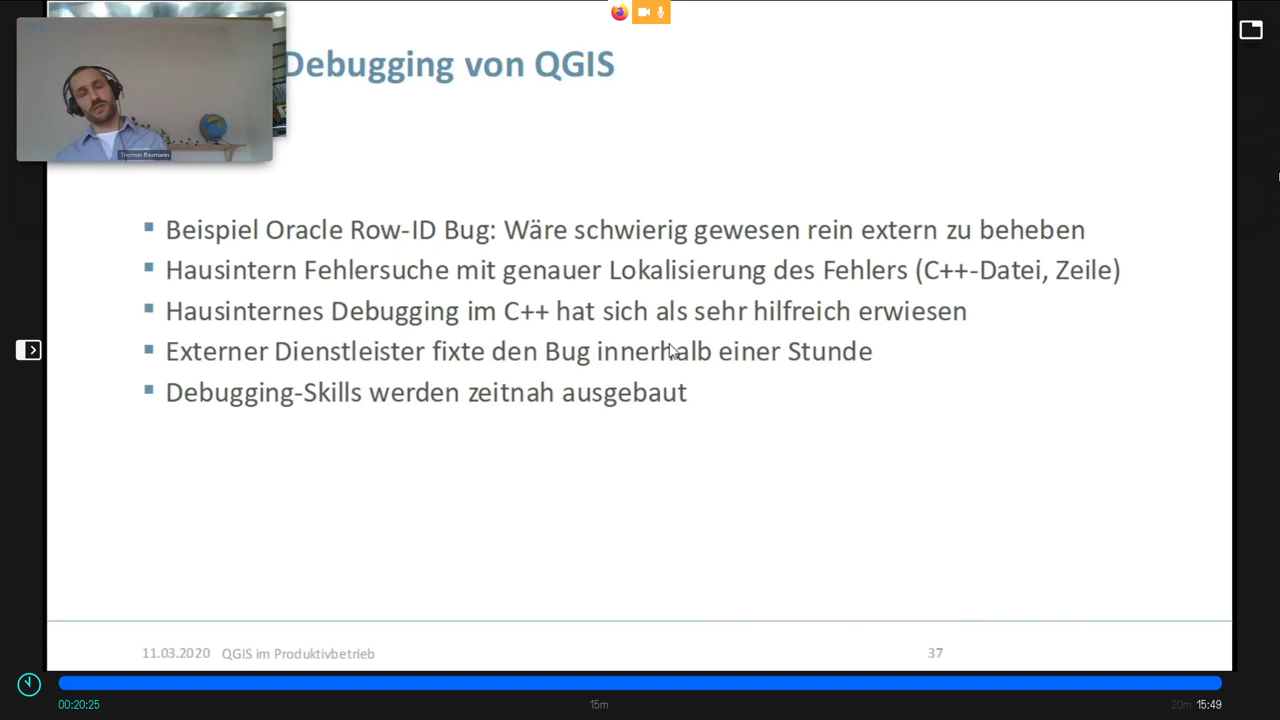 Debugging von QGIS
Thomas Baumann
Beispiel Oracle Row-ID Bug: Wäre schwierig gewesen rein extern zu beheben
Hausintern Fehlersuche mit genauer Lokalisierung des Fehlers (C++-Datei, Zeile)
Hausinternes Debugging im C++ hat sich als sehr hilfreich erwiesen
Externer Dienstleister fixte den Bug innerhalb einer Stunde
Debugging-Skills werden zeitnah ausgebaut
11.03.2020 QGIS im Produktivbetrieb 37
00:20:25 15m 20m 15:49